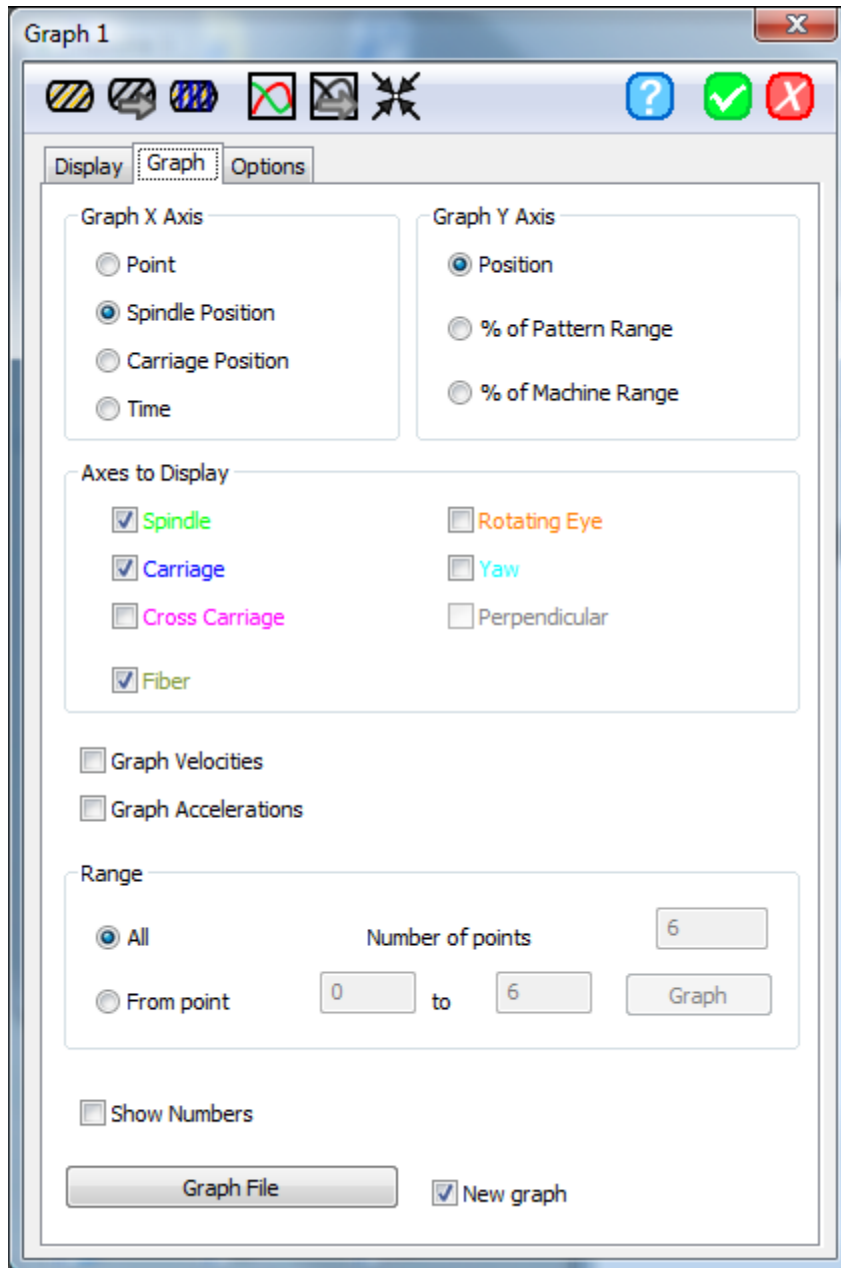 Graph 1
Display Graph Options
Graph X Axis
Point
Spindle Position
Carriage Position
Time
Graph Y Axis
Position
% of Pattern Range
% of Machine Range
Axes to Display
Spindle
Carriage
Cross Carriage
Fiber
Rotating Eye
Yaw
Perpendicular
Graph Velocities
Graph Accelerations
Range
All Number of points 6
From point 0 to 6 Graph
Show Numbers
Graph File New graph